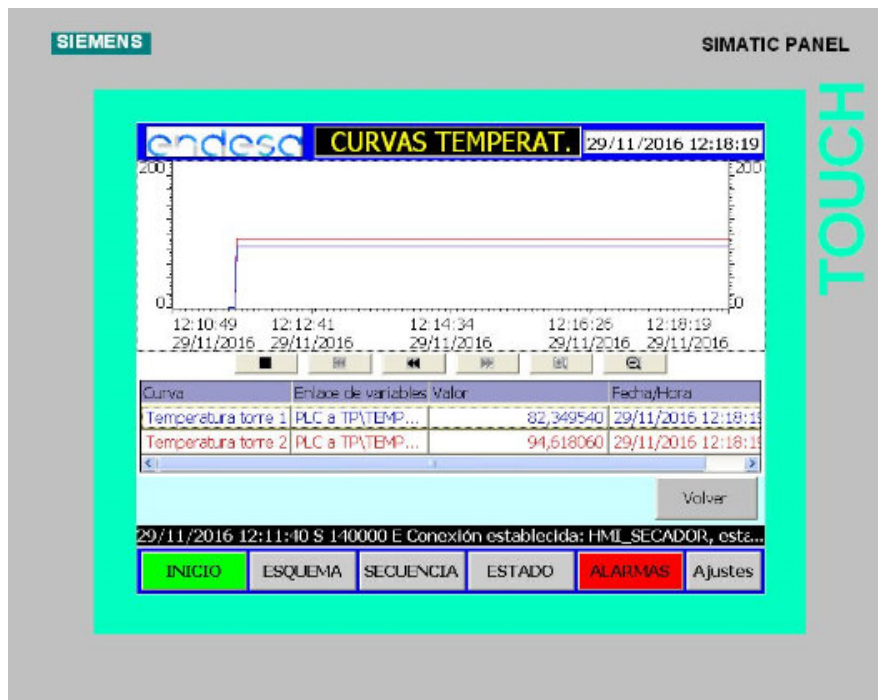 SIEMENS
SIMATIC PANEL
TOUCH
endesa CURVAS TEMPERAT. 29/11/2016 12:18:19
200 200
0 0
12:10:49 12:12:41 12:14:34 12:16:26 12:18:19
29/11/2016 29/11/2016 29/11/2016 29/11/2016 29/11/2016
Curva Enlace de variables Valor Fecha/Hora
Temperatura torre 1 PLC a TP\TEMP... 82,349540 29/11/2016 12:18:19
Temperatura torre 2 PLC a TP\TEMP... 94,618060 29/11/2016 12:18:19
Volver
29/11/2016 12:11:40 S 140000 E Conexión establecida: HMI_SECADOR, esta...
INICIO ESQUEMA SECUENCIA ESTADO ALARMAS Ajustes